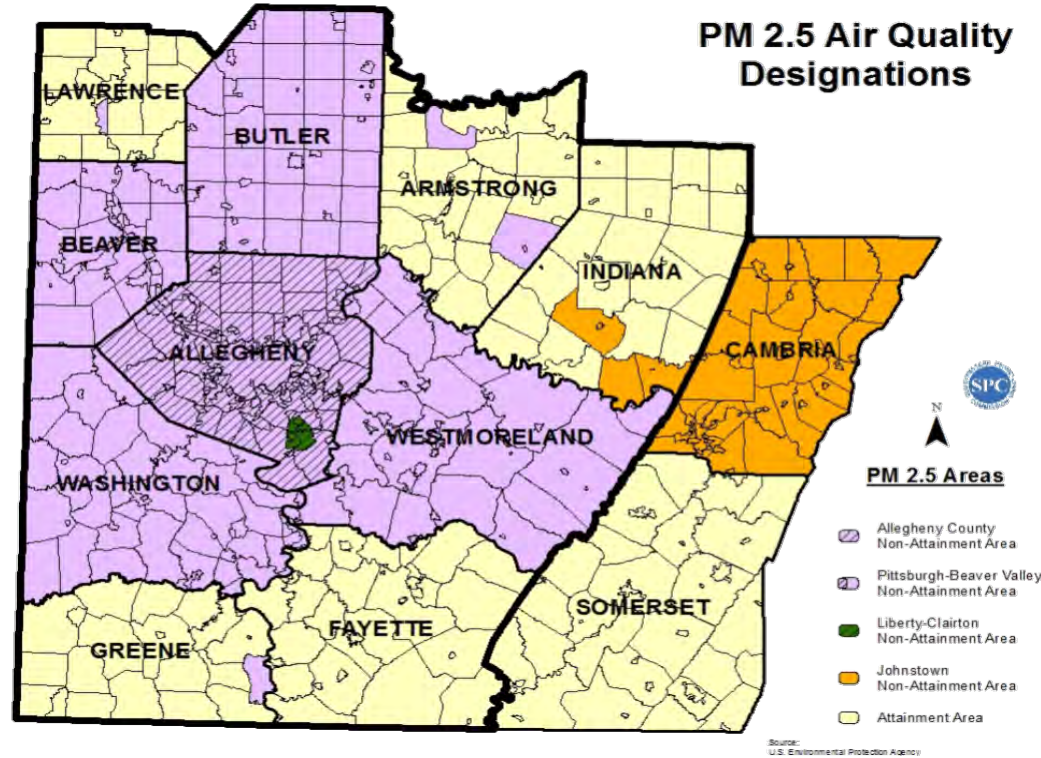 PM 2.5 Air Quality
Designations
LAWRENCE
BUTLER
ARMSTRONG
BEAVER
INDIANA
ALLEGHENY
CAMBRIA
WESTMORELAND
WASHINGTON
SOMERSET
FAYETTE
GREENE
SPC
N
PM 2.5 Areas
Allegheny County
Non-Attainment Area
Pittsburgh-Beaver Valley
Non-Attainment Area
Liberty-Clairton
Non-Attainment Area
Johnstown
Non-Attainment Area
Attainment Area
Source:
U.S. Environmental Protection Agency